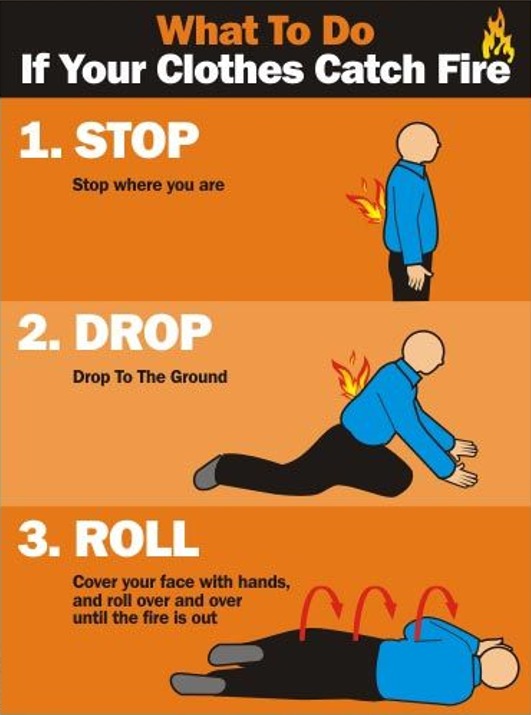 What To Do
If Your Clothes Catch Fire
1. STOP
Stop where you are
2. DROP
Drop To The Ground
3. ROLL
Cover your face with hands,
and roll over and over
until the fire is out